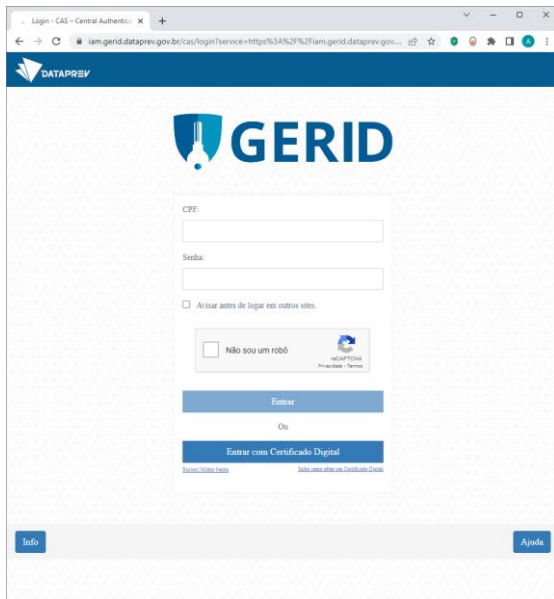 Login - CAS – Central Authentica
iam.gerid.dataprev.gov.br/cas/login?service=https%3A%2F%2Fiam.gerid.dataprev.gov...
A
DATAPREV
GERID
CPF:
Senha:
Avisar antes de logar em outros sites.
Não sou um robô
reCAPTCHA
Privacidade - Termos
Entrar
Ou
Entrar com Certificado Digital
Esqueci Minha Senha
Saiba como obter um Certificado Digital
Info
Ajuda